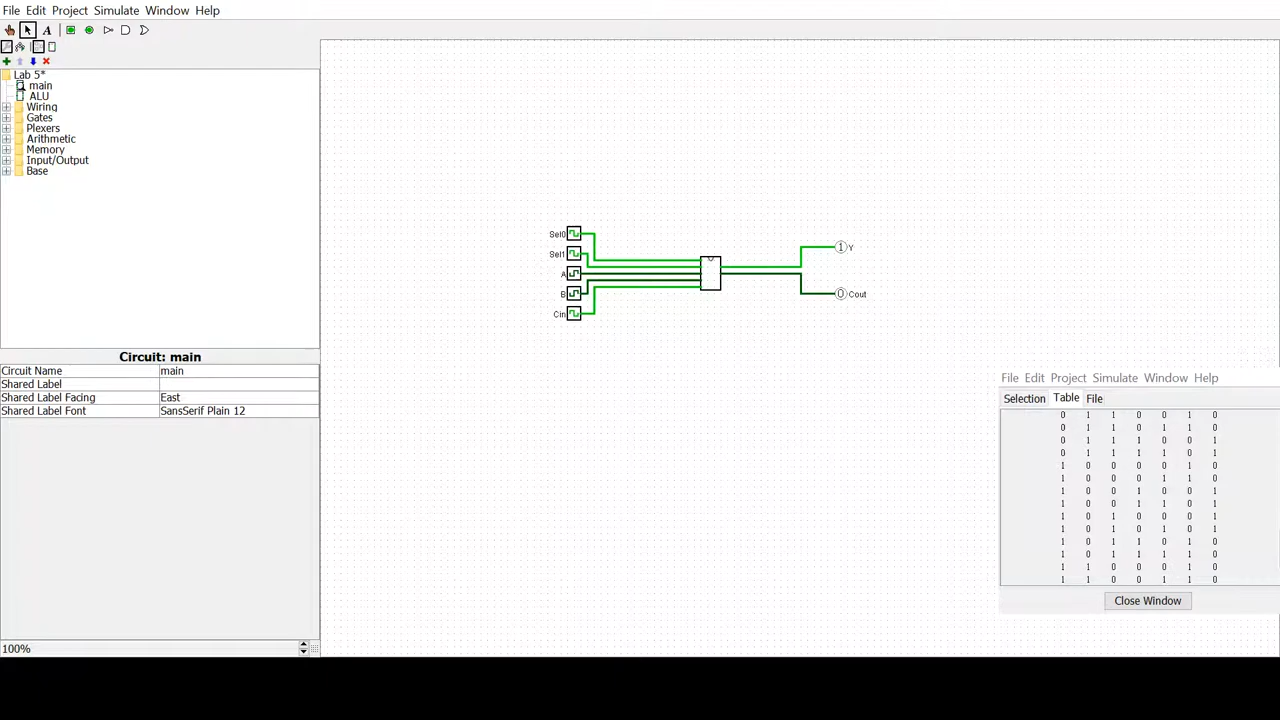 File Edit Project Simulate Window Help
A
Lab 5*
main
ALU
Wiring
Gates
Plexers
Arithmetic
Memory
Input/Output
Base
Circuit: main
Circuit Name main
Shared Label
Shared Label Facing East
Shared Label Font SansSerif Plain 12
100%
Sel0
Sel1
A
B
Cin
1 Y
0 Cout
File Edit Project Simulate Window Help
Selection Table File
0 1 1 0 0 1 0
0 1 1 0 1 1 0
0 1 1 1 0 0 1
0 1 1 1 1 0 1
1 0 0 0 0 1 0
1 0 0 0 1 1 0
1 0 0 1 0 0 1
1 0 0 1 1 0 1
1 0 1 0 0 0 1
1 0 1 0 1 0 1
1 0 1 1 0 1 0
1 0 1 1 1 1 0
1 1 0 0 0 1 0
1 1 0 0 1 1 0
Close Window